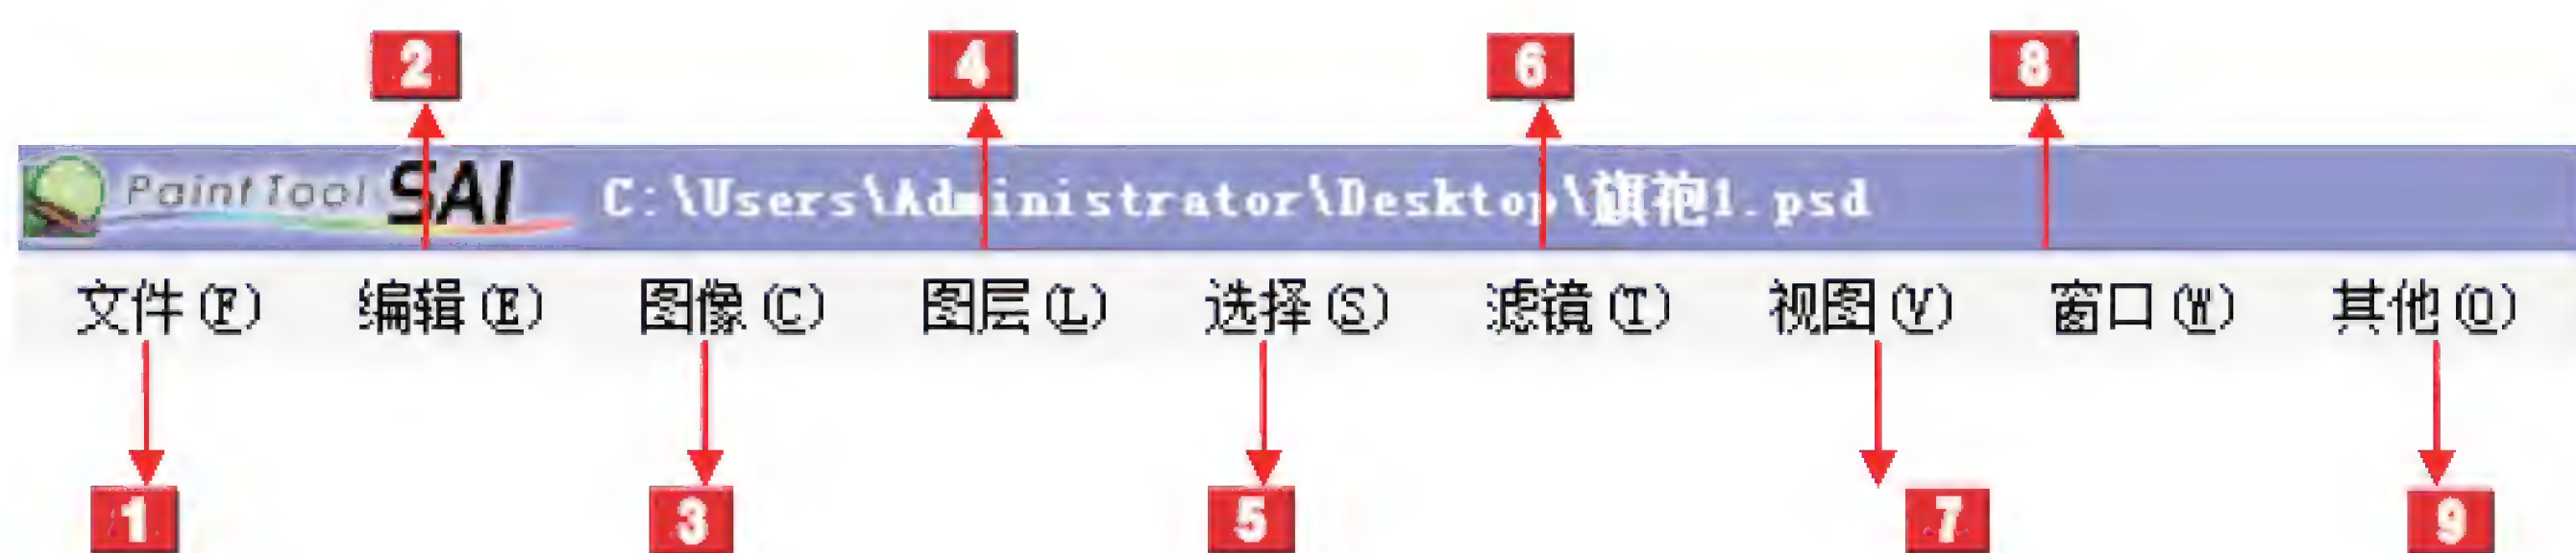 2 4 6 8
PaintTool SAI C:\Users\Administrator\Desktop\旗袍1.psd
文件(F) 编辑(E) 图像(C) 图层(L) 选择(S) 滤镜(T) 视图(V) 窗口(W) 其他(O)
1 3 5 7 9